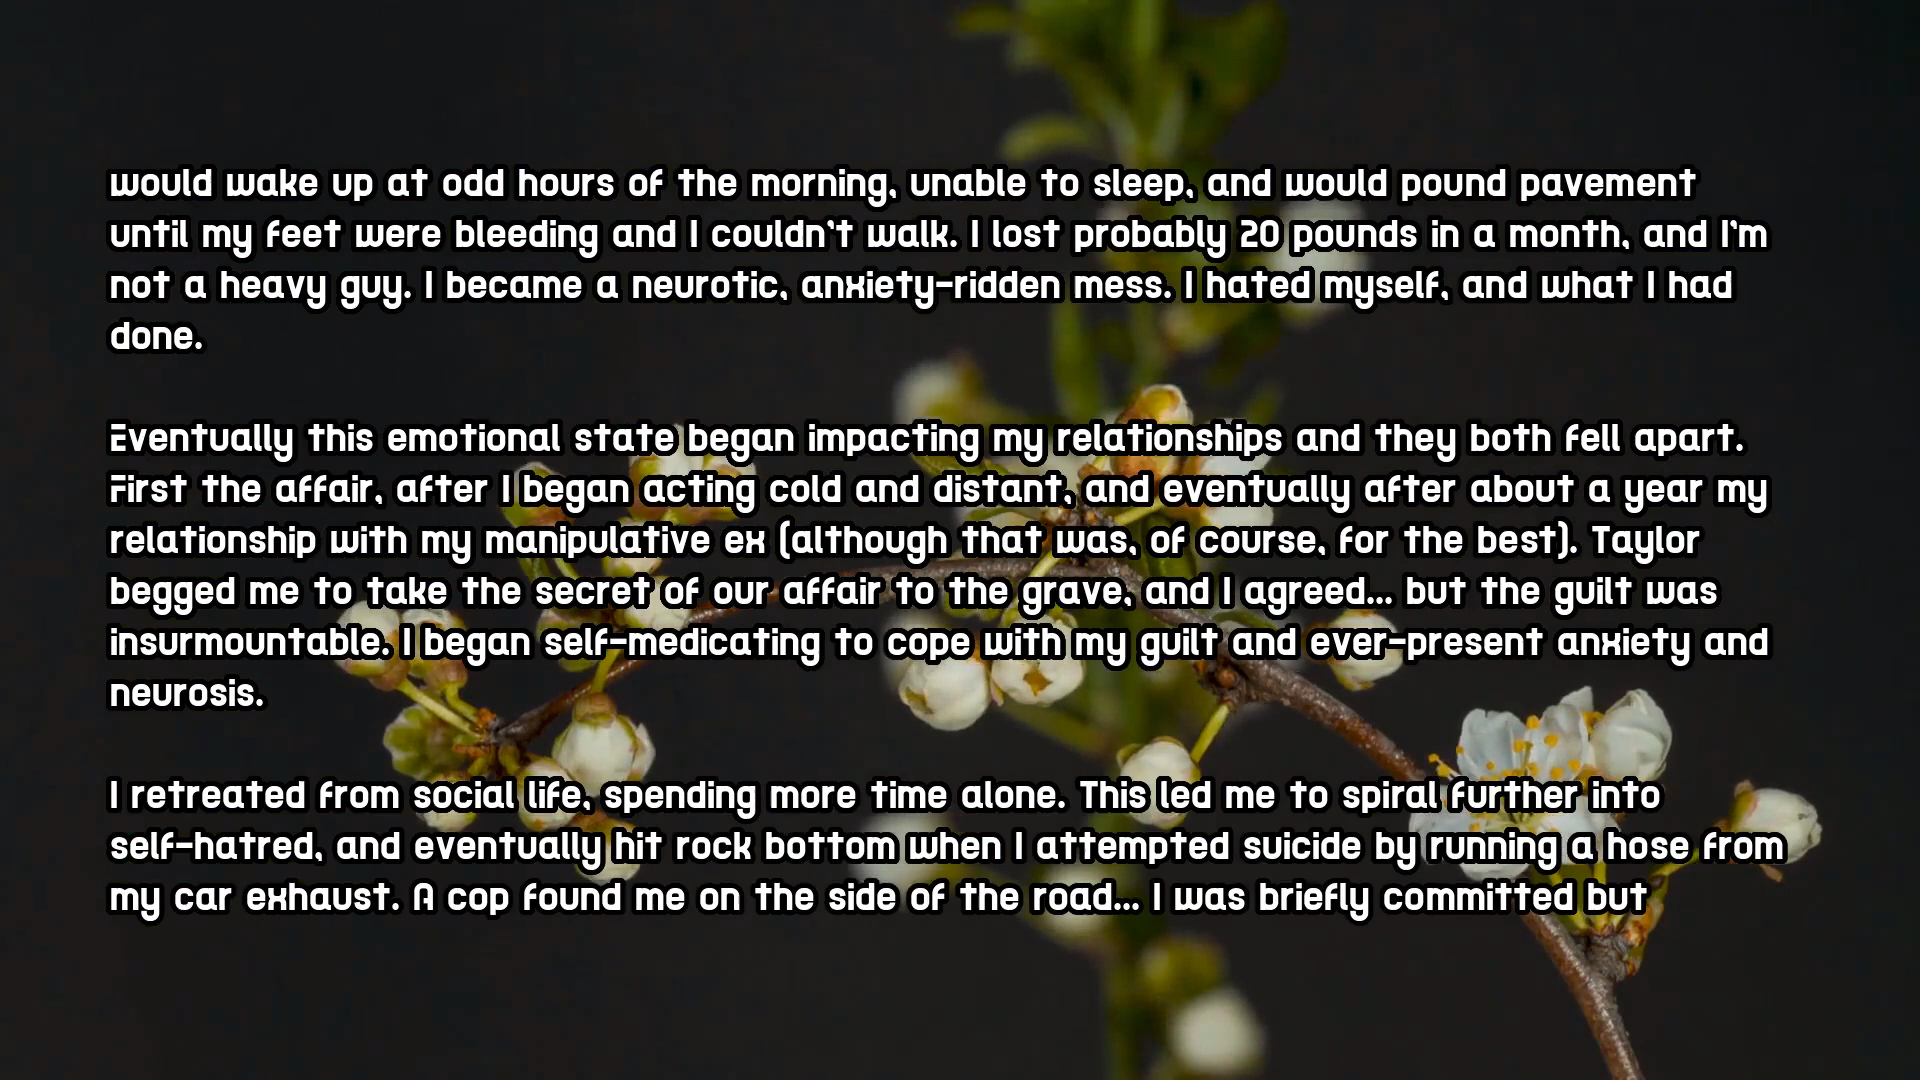 would wake up at odd hours of the morning, unable to sleep, and would pound pavement
until my feet were bleeding and I couldn't walk. I lost probably 20 pounds in a month, and I'm
not a heavy guy. I became a neurotic, anxiety-ridden mess. I hated myself, and what I had
done.
Eventually this emotional state began impacting my relationships and they both fell apart.
First the affair, after I began acting cold and distant, and eventually after about a year my
relationship with my manipulative ex (although that was, of course, for the best). Taylor
begged me to take the secret of our affair to the grave, and I agreed... but the guilt was
insurmountable. I began self-medicating to cope with my guilt and ever-present anxiety and
neurosis.
I retreated from social life, spending more time alone. This led me to spiral further into
self-hatred, and eventually hit rock bottom when I attempted suicide by running a hose from
my car exhaust. A cop found me on the side of the road... I was briefly committed but